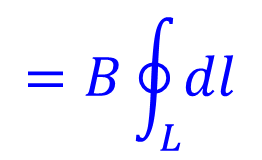 = B ∮_L dl